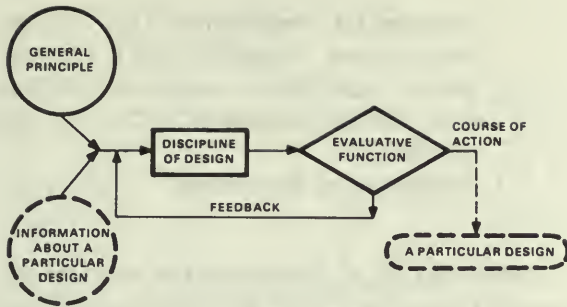 GENERAL
PRINCIPLE
DISCIPLINE
OF DESIGN
EVALUATIVE
FUNCTION
COURSE OF
ACTION
FEEDBACK
INFORMATION
ABOUT A
PARTICULAR
DESIGN
A PARTICULAR DESIGN